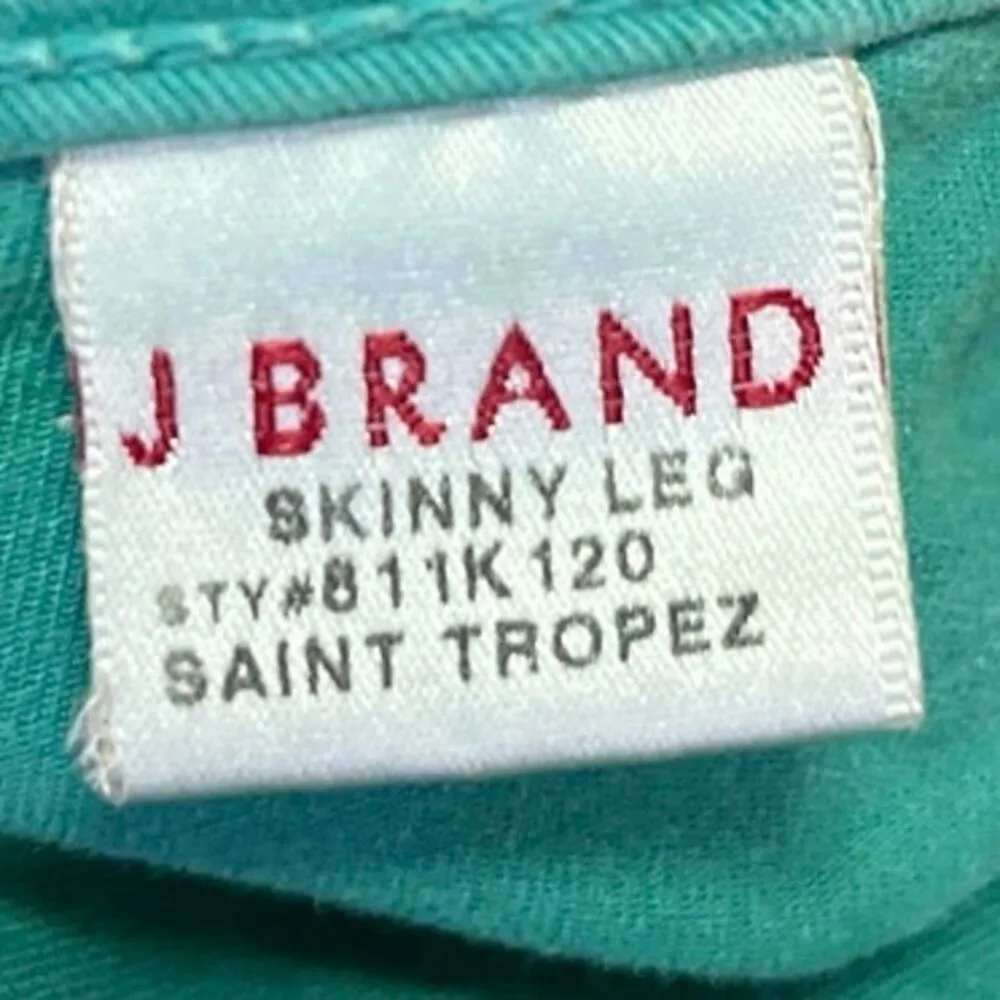 J BRAND
SKINNY LEG
STY#811K120
SAINT TROPEZ